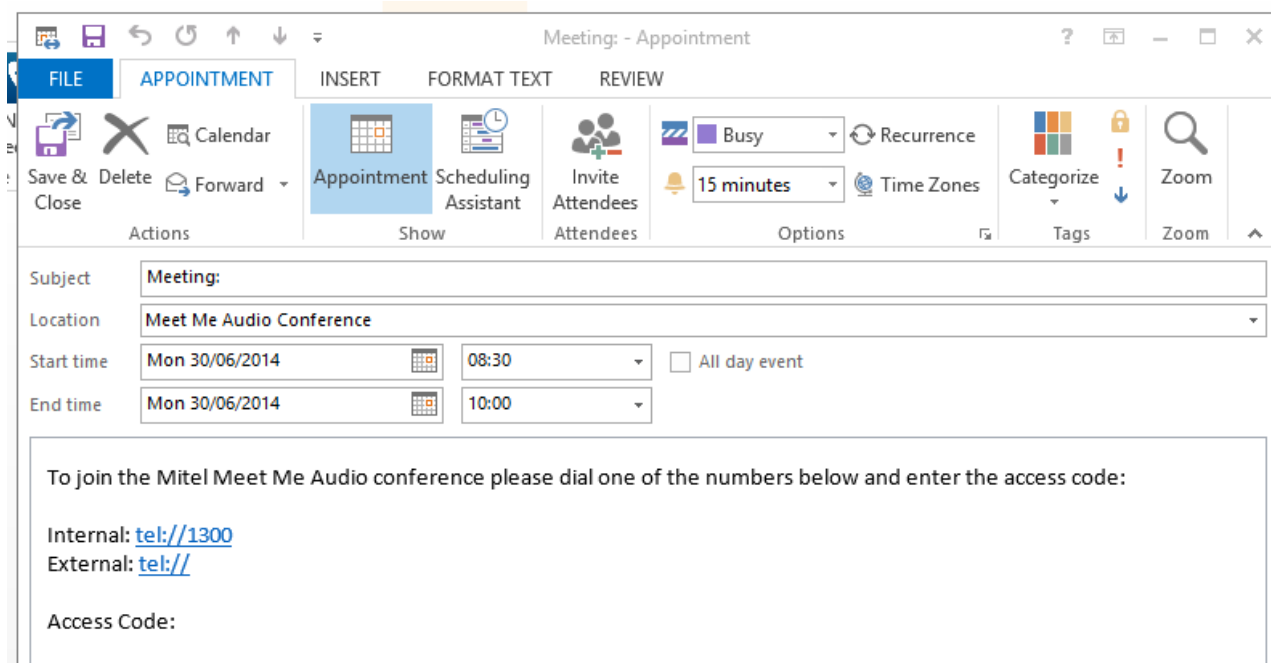 Meeting: - Appointment
?
FILE APPOINTMENT INSERT FORMAT TEXT REVIEW
Save & Close
Delete
Calendar
Forward
Actions
Appointment
Scheduling Assistant
Show
Invite Attendees
Attendees
Busy
Recurrence
15 minutes
Time Zones
Options
Categorize
!
Tags
Zoom
Zoom
Subject Meeting:
Location Meet Me Audio Conference
Start time Mon 30/06/2014 08:30 All day event
End time Mon 30/06/2014 10:00
To join the Mitel Meet Me Audio conference please dial one of the numbers below and enter the access code:
Internal: tel://1300
External: tel://
Access Code: